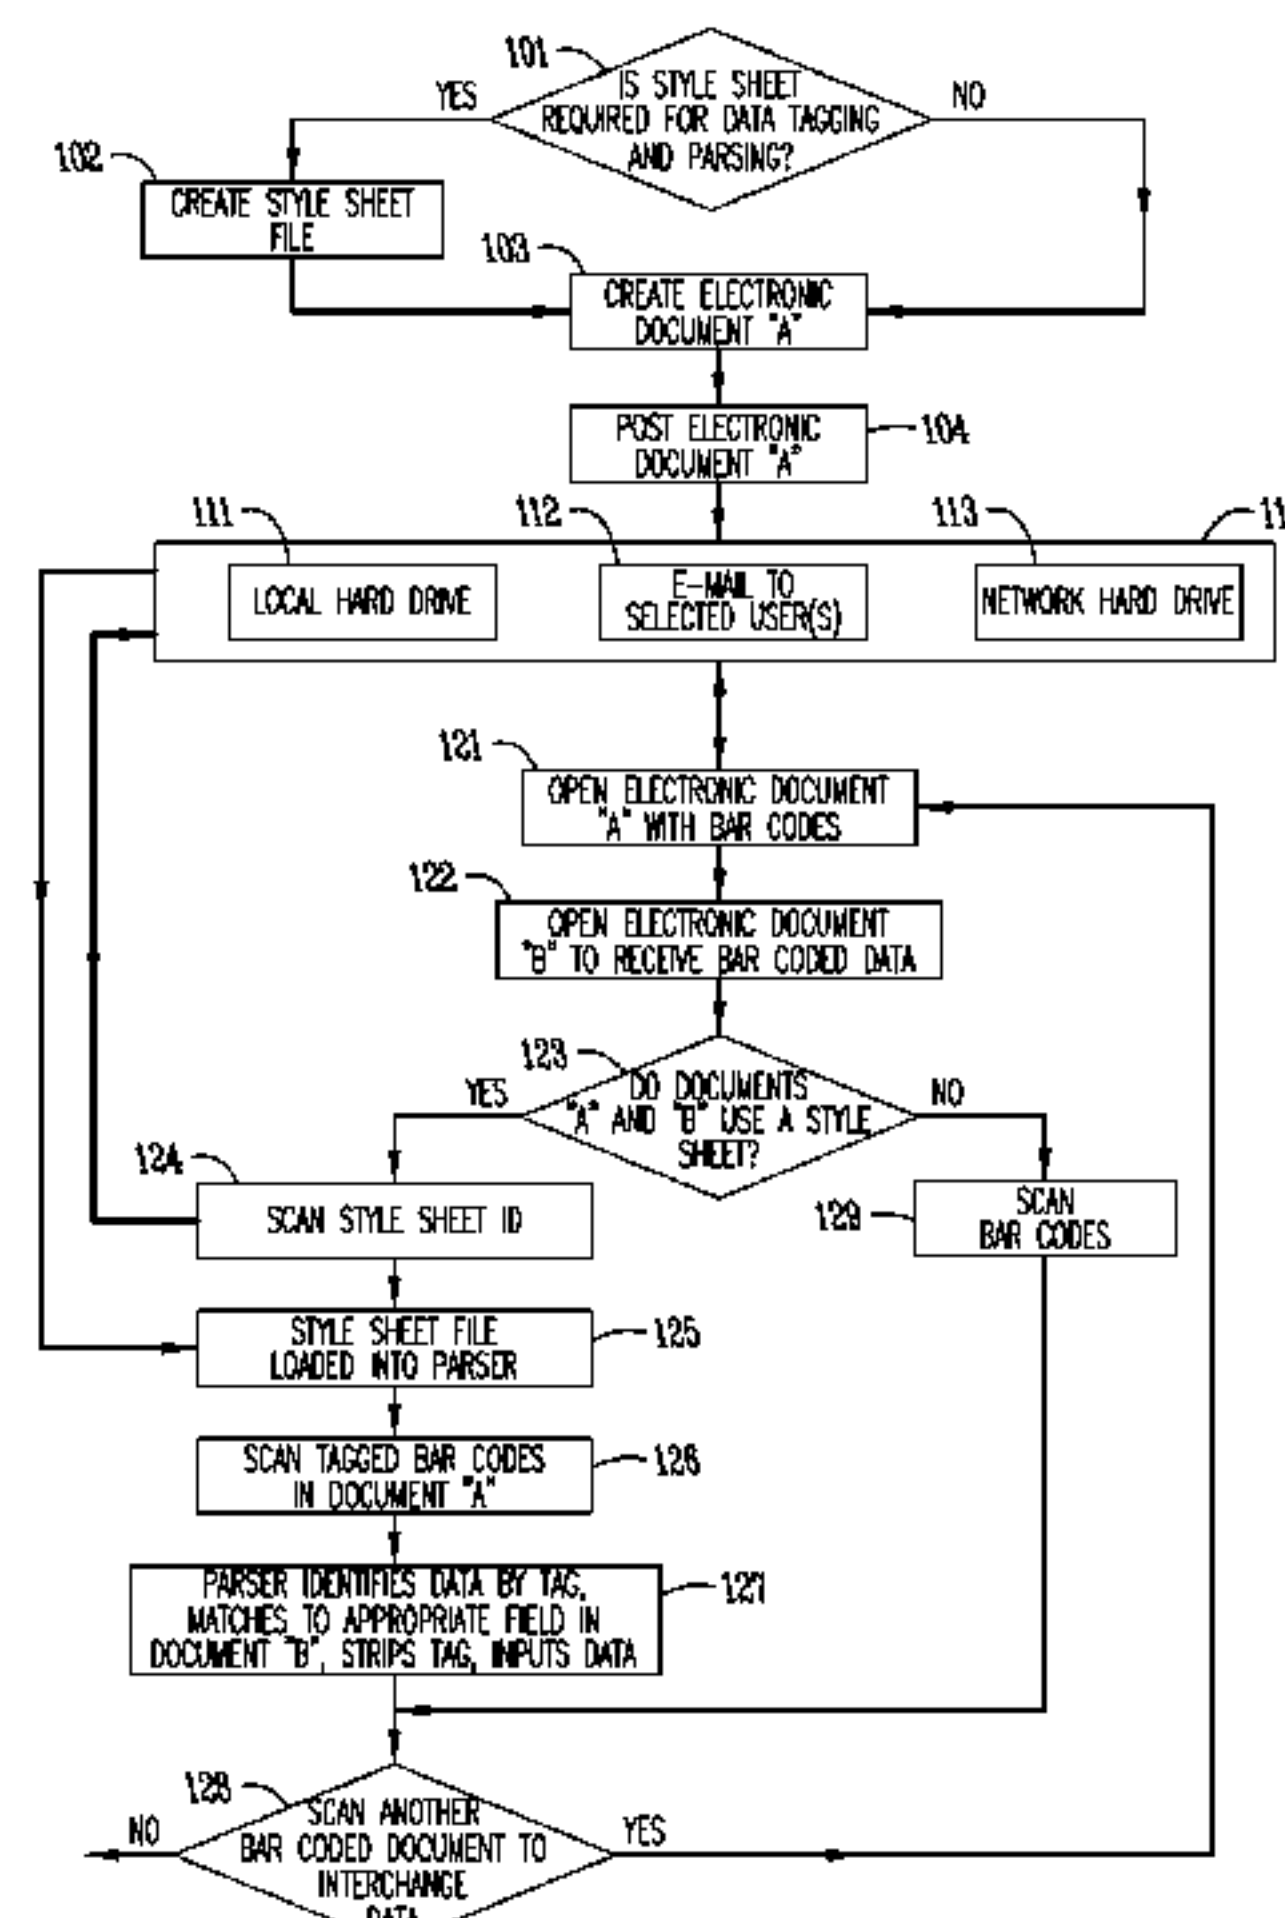 101
IS STYLE SHEET
REQUIRED FOR DATA TAGGING
AND PARSING?
YES
NO
102
CREATE STYLE SHEET
FILE
103
CREATE ELECTRONIC
DOCUMENT "A"
POST ELECTRONIC
DOCUMENT "A"
104
111
112
113
11
LOCAL HARD DRIVE
E-MAIL TO
SELECTED USER(S)
NETWORK HARD DRIVE
121
OPEN ELECTRONIC DOCUMENT
"A" WITH BAR CODES
122
OPEN ELECTRONIC DOCUMENT
"B" TO RECEIVE BAR CODED DATA
123
DO DOCUMENTS
"A" AND "B" USE A STYLE
SHEET?
YES
NO
124
SCAN STYLE SHEET ID
129
SCAN
BAR CODES
STYLE SHEET FILE
LOADED INTO PARSER
125
SCAN TAGGED BAR CODES
IN DOCUMENT "A"
126
PARSER IDENTIFIES DATA BY TAG,
MATCHES TO APPROPRIATE FIELD IN
DOCUMENT "B", STRIPS TAG, INPUTS DATA
127
128
SCAN ANOTHER
BAR CODED DOCUMENT TO
INTERCHANGE
DATA
NO
YES